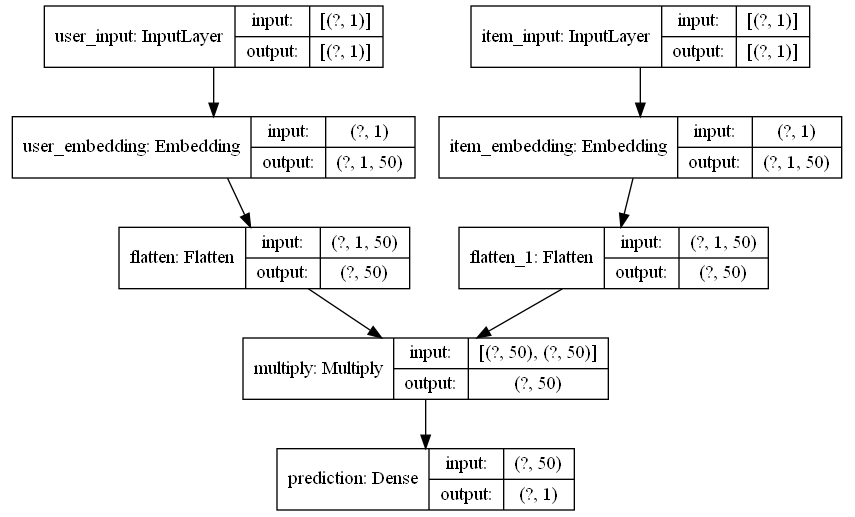 user_input: InputLayer
input:
[(?, 1)]
output:
[(?, 1)]
item_input: InputLayer
input:
[(?, 1)]
output:
[(?, 1)]
user_embedding: Embedding
input:
(?, 1)
output:
(?, 1, 50)
item_embedding: Embedding
input:
(?, 1)
output:
(?, 1, 50)
flatten: Flatten
input:
(?, 1, 50)
output:
(?, 50)
flatten_1: Flatten
input:
(?, 1, 50)
output:
(?, 50)
multiply: Multiply
input:
[(?, 50), (?, 50)]
output:
(?, 50)
prediction: Dense
input:
(?, 50)
output:
(?, 1)